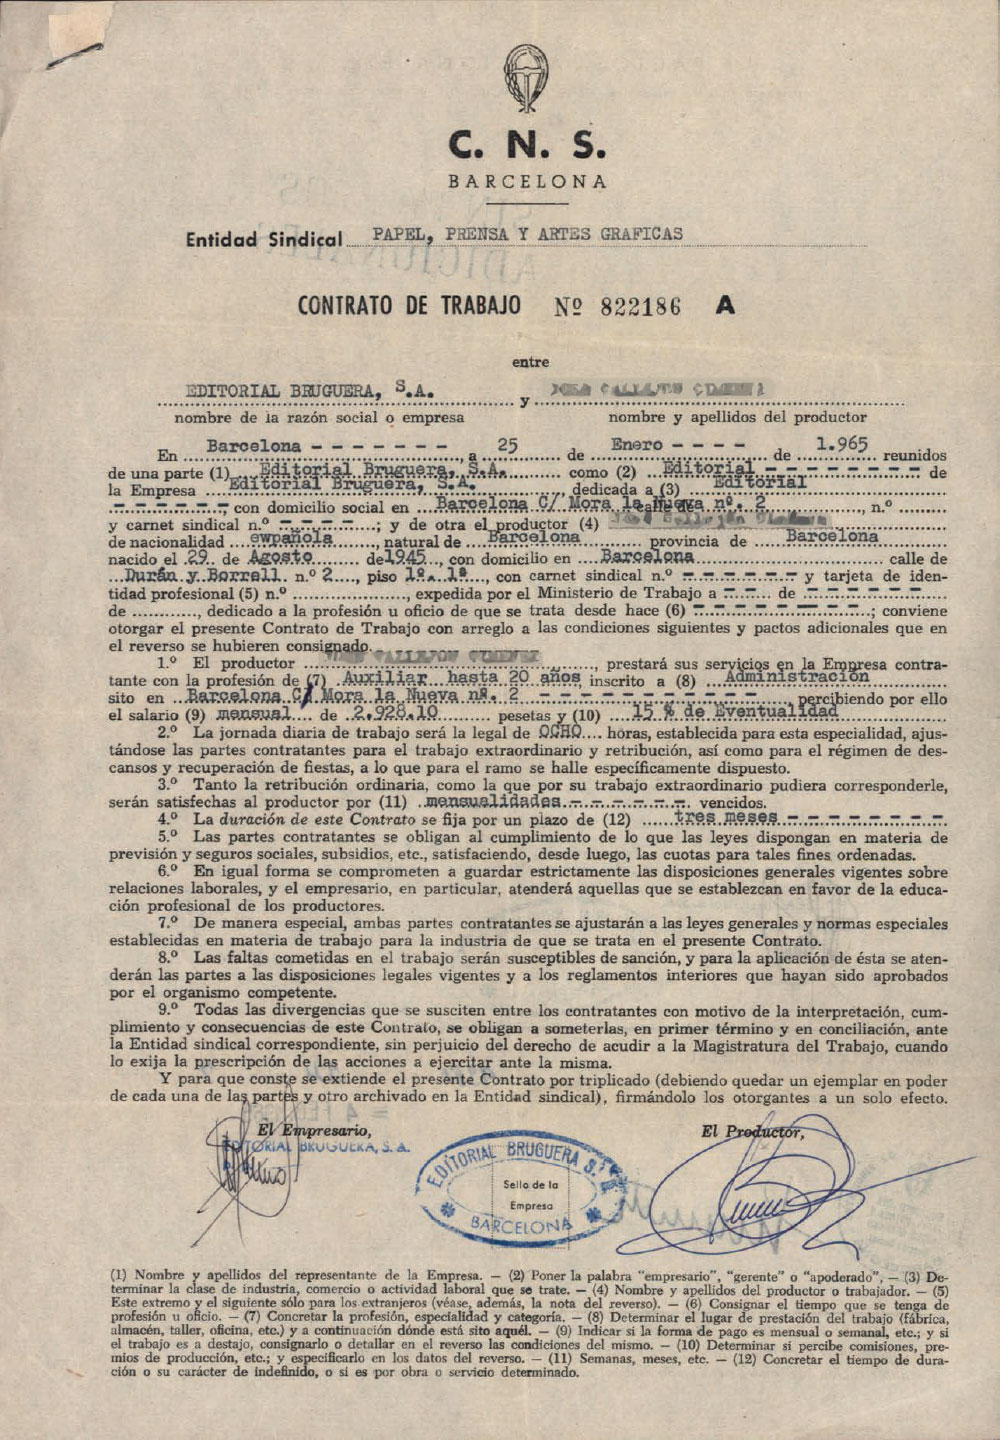 C. N. S.
BARCELONA
Entidad Sindical PAPEL, PRENSA Y ARTES GRAFICAS
CONTRATO DE TRABAJO Nº 822186 A
entre
EDITORIAL BRUGUERA, S.A. y
nombre de la razón social o empresa nombre y apellidos del productor
En Barcelona - - - - - - - , a 25 de Enero - - - - de 1.965 reunidos
de una parte (1) Editorial Bruguera, S.A. como (2) Editorial - - - - - - - de
la Empresa Editorial Bruguera, S.A. , dedicada a (3) Editorial
- - - - - - -, con domicilio social en Barcelona C/ Mora la Nueva nº. 2 , n.º
y carnet sindical n.º - - - - ; y de otra el productor (4)
de nacionalidad ewpañola , natural de Barcelona provincia de Barcelona
nacido el 29 de Agosto de 1945 , con domicilio en Barcelona calle de
Durán y Borrell n.º 2 , piso 1º. 1ª , con carnet sindical n.º - - - - - - - y tarjeta de iden-
tidad profesional (5) n.º , expedida por el Ministerio de Trabajo a - - - de - - - - - - -
de , dedicado a la profesión u oficio de que se trata desde hace (6) - - - - - - - - - ; conviene
otorgar el presente Contrato de Trabajo con arreglo a las condiciones siguientes y pactos adicionales que en
el reverso se hubieren consignado.
1.º El productor , prestará sus servicios en la Empresa contra-
tante con la profesión de (7) Auxiliar hasta 20 años, inscrito a (8) Administración
sito en Barcelona C/ Mora la Nueva nº. 2 - - - - - - - - - - - percibiendo por ello
el salario (9) mensual de 2.928.10 pesetas y (10) 15 % de Eventualidad
2.º La jornada diaria de trabajo será la legal de OCHO horas, establecida para esta especialidad, ajus-
tándose las partes contratantes para el trabajo extraordinario y retribución, así como para el régimen de des-
cansos y recuperación de fiestas, a lo que para el ramo se halle específicamente dispuesto.
3.º Tanto la retribución ordinaria, como la que por su trabajo extraordinario pudiera corresponderle,
serán satisfechas al productor por (11) mensualidades - - - - - - vencidos.
4.º La duración de este Contrato se fija por un plazo de (12) tres meses - - - - - - - -
5.º Las partes contratantes se obligan al cumplimiento de lo que las leyes dispongan en materia de
previsión y seguros sociales, subsidios, etc., satisfaciendo, desde luego, las cuotas para tales fines ordenadas.
6.º En igual forma se comprometen a guardar estrictamente las disposiciones generales vigentes sobre
relaciones laborales, y el empresario, en particular, atenderá aquellas que se establezcan en favor de la educa-
ción profesional de los productores.
7.º De manera especial, ambas partes contratantes se ajustarán a las leyes generales y normas especiales
establecidas en materia de trabajo para la industria de que se trata en el presente Contrato.
8.º Las faltas cometidas en el trabajo serán susceptibles de sanción, y para la aplicación de ésta se aten-
derán las partes a las disposiciones legales vigentes y a los reglamentos interiores que hayan sido aprobados
por el organismo competente.
9.º Todas las divergencias que se susciten entre los contratantes con motivo de la interpretación, cum-
plimiento y consecuencias de este Contrato, se obligan a someterlas, en primer término y en conciliación, ante
la Entidad sindical correspondiente, sin perjuicio del derecho de acudir a la Magistratura del Trabajo, cuando
lo exija la prescripción de las acciones a ejercitar ante la misma.
Y para que conste se extiende el presente Contrato por triplicado (debiendo quedar un ejemplar en poder
de cada una de las partes y otro archivado en la Entidad sindical), firmándolo los otorgantes a un solo efecto.
El Empresario, El Productor,
EDITORIAL BRUGUERA, S. A.
EDITORIAL BRUGUERA S. A.
Sello de la
Empresa
BARCELONA
(1) Nombre y apellidos del representante de la Empresa. — (2) Poner la palabra "empresario", "gerente" o "apoderado". — (3) De-
terminar la clase de industria, comercio o actividad laboral que se trate. — (4) Nombre y apellidos del productor o trabajador. — (5)
Este extremo y el siguiente sólo para los extranjeros (véase, además, la nota del reverso). — (6) Consignar el tiempo que se tenga de
profesión u oficio. — (7) Concretar la profesión, especialidad y categoría. — (8) Determinar el lugar de prestación del trabajo (fábrica,
almacén, taller, oficina, etc.) y a continuación dónde está sito aquél. — (9) Indicar si la forma de pago es mensual o semanal, etc.; y si
el trabajo es a destajo, consignarlo o detallar en el reverso las condiciones del mismo. — (10) Determinar si percibe comisiones, pre-
mios de producción, etc.; y especificarlo en los datos del reverso. — (11) Semanas, meses, etc. — (12) Concretar el tiempo de dura-
ción o su carácter de indefinido, o si es por obra o servicio determinado.